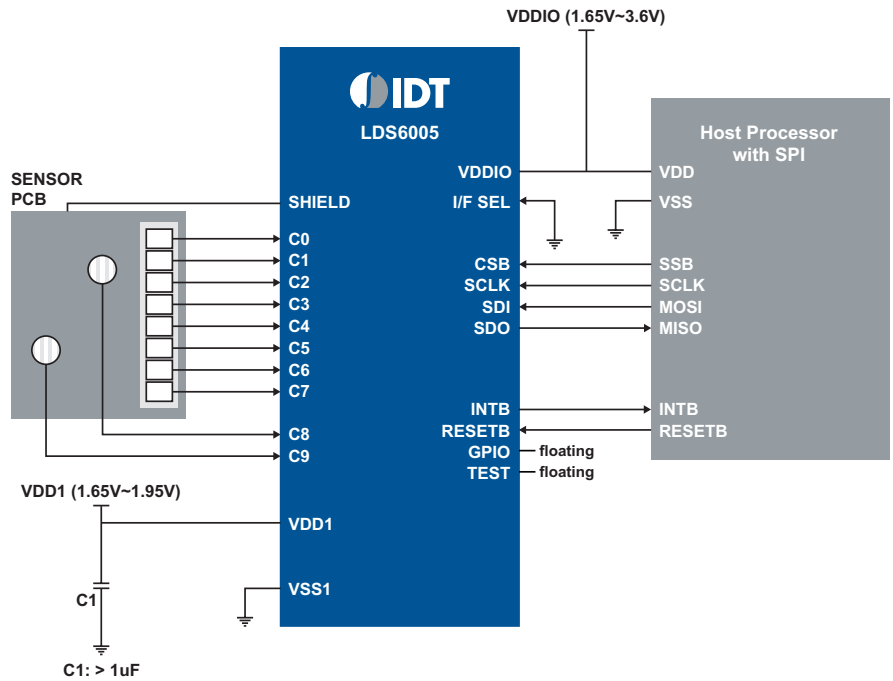 VDDIO (1.65V~3.6V)
IDT
LDS6005
Host Processor
with SPI
SENSOR
PCB
SHIELD
C0
C1
C2
C3
C4
C5
C6
C7
C8
C9
VDDIO
I/F SEL
CSB
SCLK
SDI
SDO
INTB
RESETB
GPIO
TEST
floating
floating
VDD
VSS
SSB
SCLK
MOSI
MISO
INTB
RESETB
VDD1 (1.65V~1.95V)
VDD1
VSS1
C1
C1: > 1uF